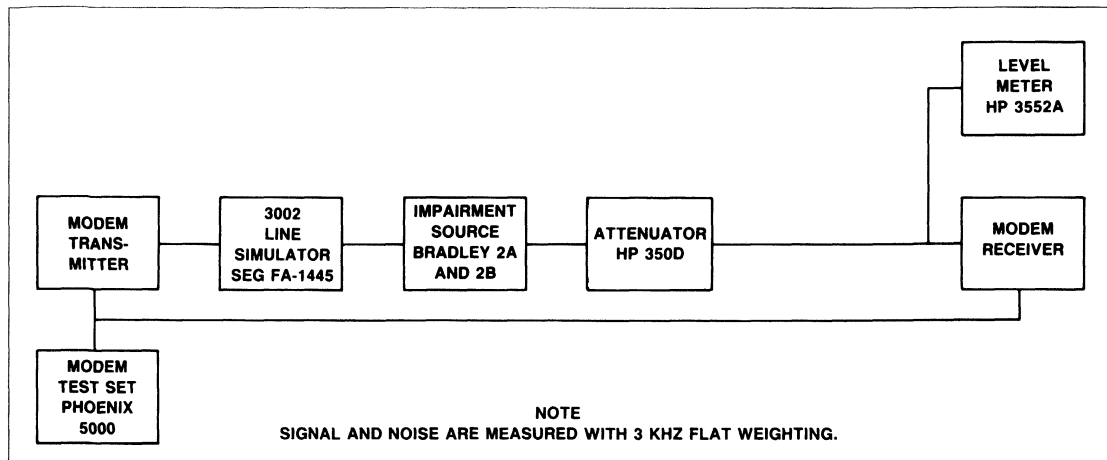 LEVEL
METER
HP 3552A
MODEM
TRANS-
MITTER
3002
LINE
SIMULATOR
SEG FA-1445
IMPAIRMENT
SOURCE
BRADLEY 2A
AND 2B
ATTENUATOR
HP 350D
MODEM
RECEIVER
MODEM
TEST SET
PHOENIX
5000
NOTE
SIGNAL AND NOISE ARE MEASURED WITH 3 KHZ FLAT WEIGHTING.